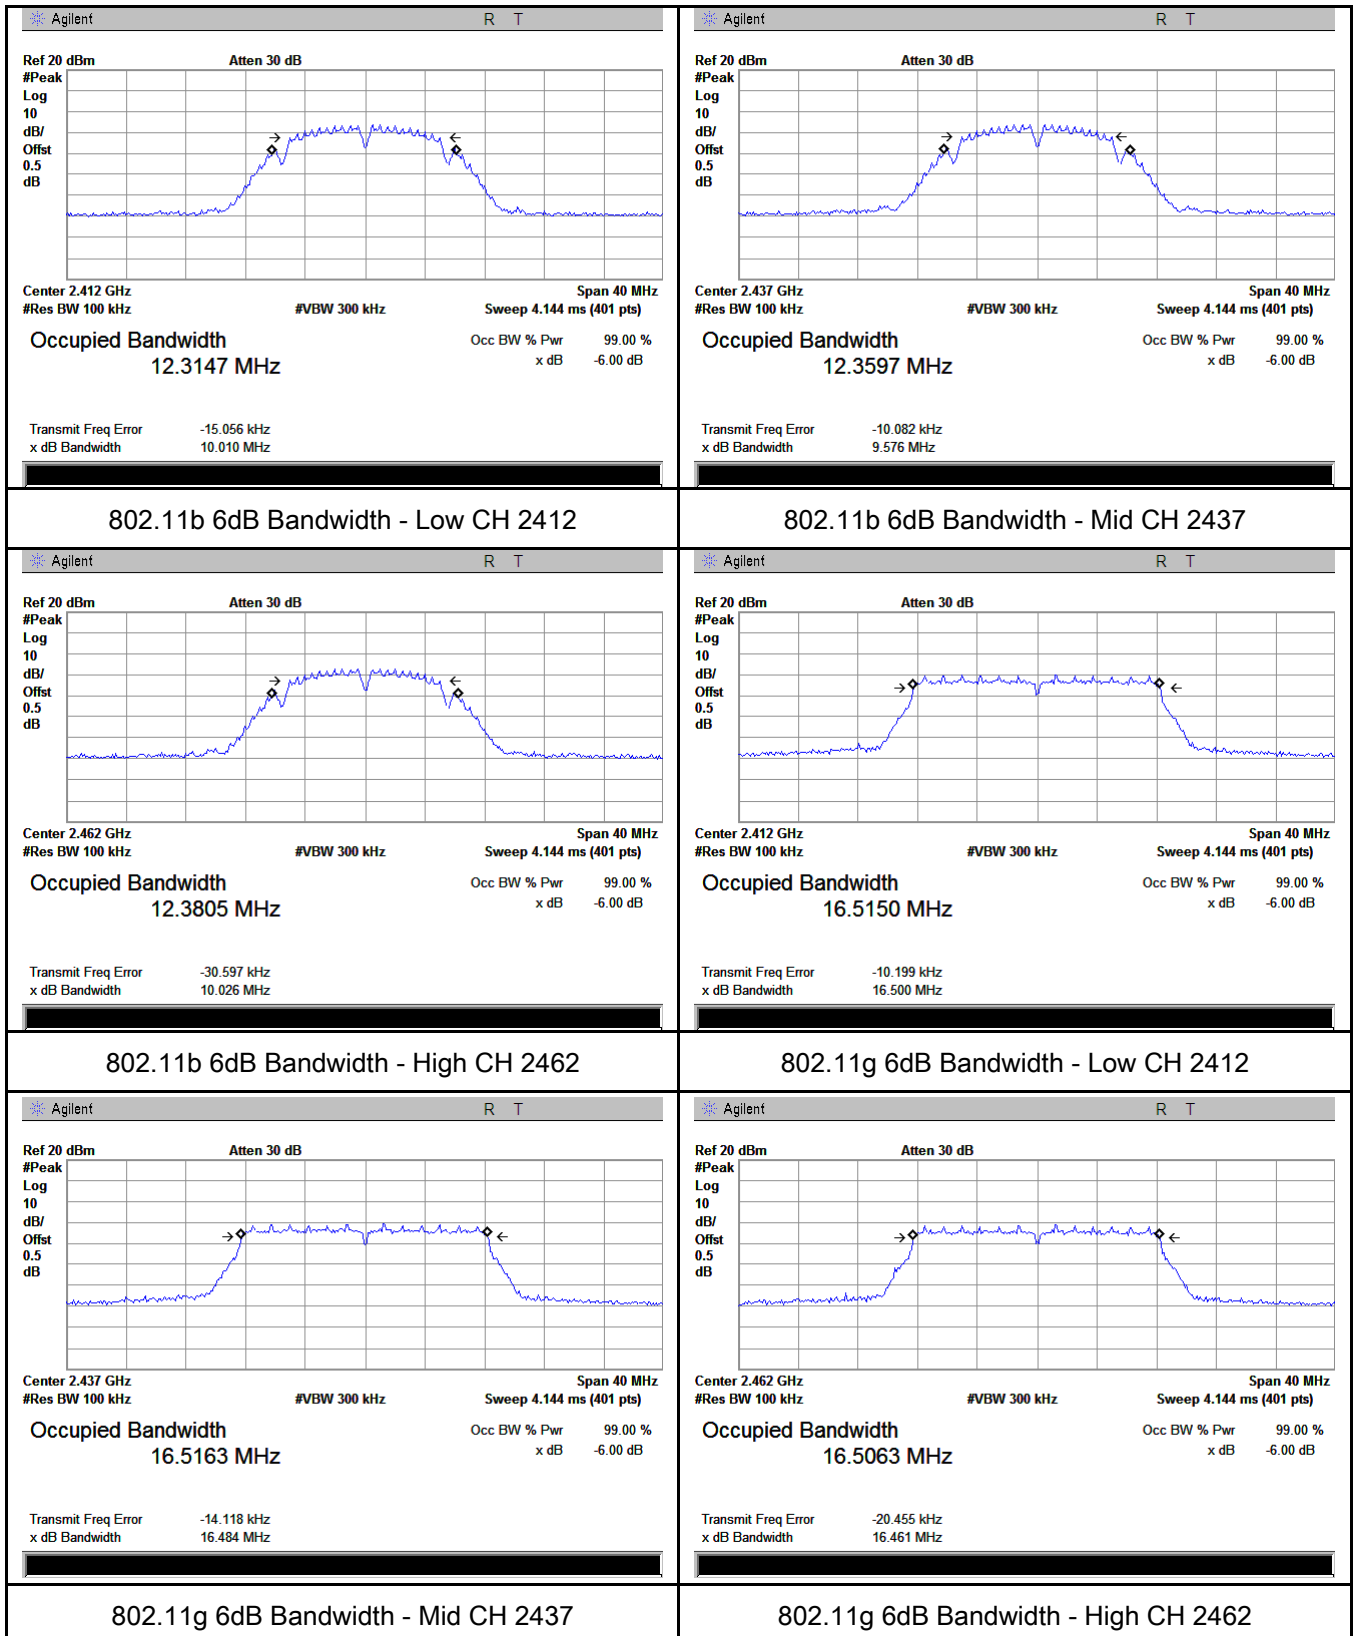 Agilent R T
Ref 20 dBm Atten 30 dB
#Peak
Log
10
dB/
Offst
0.5
dB
Center 2.412 GHz Span 40 MHz
#Res BW 100 kHz #VBW 300 kHz Sweep 4.144 ms (401 pts)
Occupied Bandwidth Occ BW % Pwr 99.00 %
12.3147 MHz x dB -6.00 dB
Transmit Freq Error -15.056 kHz
x dB Bandwidth 10.010 MHz
802.11b 6dB Bandwidth - Low CH 2412
Agilent R T
Ref 20 dBm Atten 30 dB
#Peak
Log
10
dB/
Offst
0.5
dB
Center 2.437 GHz Span 40 MHz
#Res BW 100 kHz #VBW 300 kHz Sweep 4.144 ms (401 pts)
Occupied Bandwidth Occ BW % Pwr 99.00 %
12.3597 MHz x dB -6.00 dB
Transmit Freq Error -10.082 kHz
x dB Bandwidth 9.576 MHz
802.11b 6dB Bandwidth - Mid CH 2437
Agilent R T
Ref 20 dBm Atten 30 dB
#Peak
Log
10
dB/
Offst
0.5
dB
Center 2.462 GHz Span 40 MHz
#Res BW 100 kHz #VBW 300 kHz Sweep 4.144 ms (401 pts)
Occupied Bandwidth Occ BW % Pwr 99.00 %
12.3805 MHz x dB -6.00 dB
Transmit Freq Error -30.597 kHz
x dB Bandwidth 10.026 MHz
802.11b 6dB Bandwidth - High CH 2462
Agilent R T
Ref 20 dBm Atten 30 dB
#Peak
Log
10
dB/
Offst
0.5
dB
Center 2.412 GHz Span 40 MHz
#Res BW 100 kHz #VBW 300 kHz Sweep 4.144 ms (401 pts)
Occupied Bandwidth Occ BW % Pwr 99.00 %
16.5150 MHz x dB -6.00 dB
Transmit Freq Error -10.199 kHz
x dB Bandwidth 16.500 MHz
802.11g 6dB Bandwidth - Low CH 2412
Agilent R T
Ref 20 dBm Atten 30 dB
#Peak
Log
10
dB/
Offst
0.5
dB
Center 2.437 GHz Span 40 MHz
#Res BW 100 kHz #VBW 300 kHz Sweep 4.144 ms (401 pts)
Occupied Bandwidth Occ BW % Pwr 99.00 %
16.5163 MHz x dB -6.00 dB
Transmit Freq Error -14.118 kHz
x dB Bandwidth 16.484 MHz
802.11g 6dB Bandwidth - Mid CH 2437
Agilent R T
Ref 20 dBm Atten 30 dB
#Peak
Log
10
dB/
Offst
0.5
dB
Center 2.462 GHz Span 40 MHz
#Res BW 100 kHz #VBW 300 kHz Sweep 4.144 ms (401 pts)
Occupied Bandwidth Occ BW % Pwr 99.00 %
16.5063 MHz x dB -6.00 dB
Transmit Freq Error -20.455 kHz
x dB Bandwidth 16.461 MHz
802.11g 6dB Bandwidth - High CH 2462